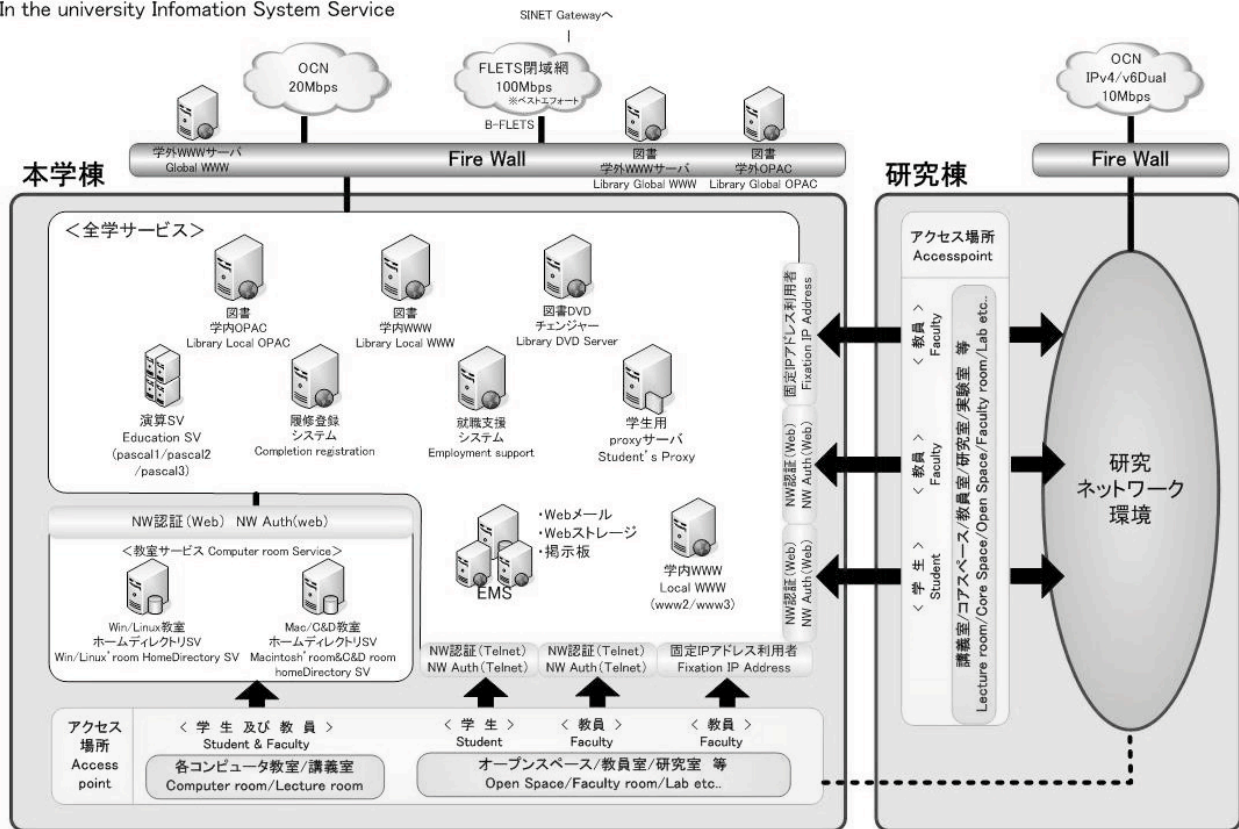 In the university Infomation System Service
SINET Gatewayへ
OCN
20Mbps
FLETS閉域網
100Mbps
※ベストエフォート
B-FLETS
OCN
IPv4/v6Dual
10Mbps
学外WWWサーバ
Global WWW
Fire Wall
図書
学外WWWサーバ
Library Global WWW
図書
学外OPAC
Library Global OPAC
Fire Wall
本学棟
研究棟
＜全学サービス＞
図書
学内OPAC
Library Local OPAC
図書
学内WWW
Library Local WWW
図書DVD
チェンジャー
Library DVD Server
演算SV
Education SV
(pascal1/pascal2
/pascal3)
履修登録
システム
Completion registration
就職支援
システム
Employment support
学生用
proxyサーバ
Student's Proxy
固定IPアドレス利用者
Fixation IP Address
NW認証(Web)
NW Auth(Web)
NW認証(Web)
NW Auth(Web)
アクセス場所
Accesspoint
＜教員＞
Faculty
＜教員＞
Faculty
＜学生＞
Student
講義室/コアスペース/教員室/研究室/実験室 等
Lecture room/Core Space/Open Space/Faculty room/Lab etc..
研究
ネットワーク
環境
NW認証(Web) NW Auth(web)
＜教室サービス Computer room Service＞
Win/Linux教室
ホームディレクトリSV
Win/Linux'room HomeDirectory SV
Mac/C&D教室
ホームディレクトリSV
Macintosh'room&C&D room
homeDirectory SV
EMS
・Webメール
・Webストレージ
・掲示板
学内WWW
Local WWW
(www2/www3)
NW認証(Telnet)
NW Auth(Telnet)
NW認証(Telnet)
NW Auth(Telnet)
固定IPアドレス利用者
Fixation IP Address
アクセス
場所
Access
point
＜ 学 生 及 び 教 員 ＞
Student & Faculty
各コンピュータ教室/講義室
Computer room/Lecture room
＜ 学 生 ＞
Student
＜ 教員 ＞
Faculty
＜ 教員 ＞
Faculty
オープンスペース/教員室/研究室 等
Open Space/Faculty room/Lab etc..